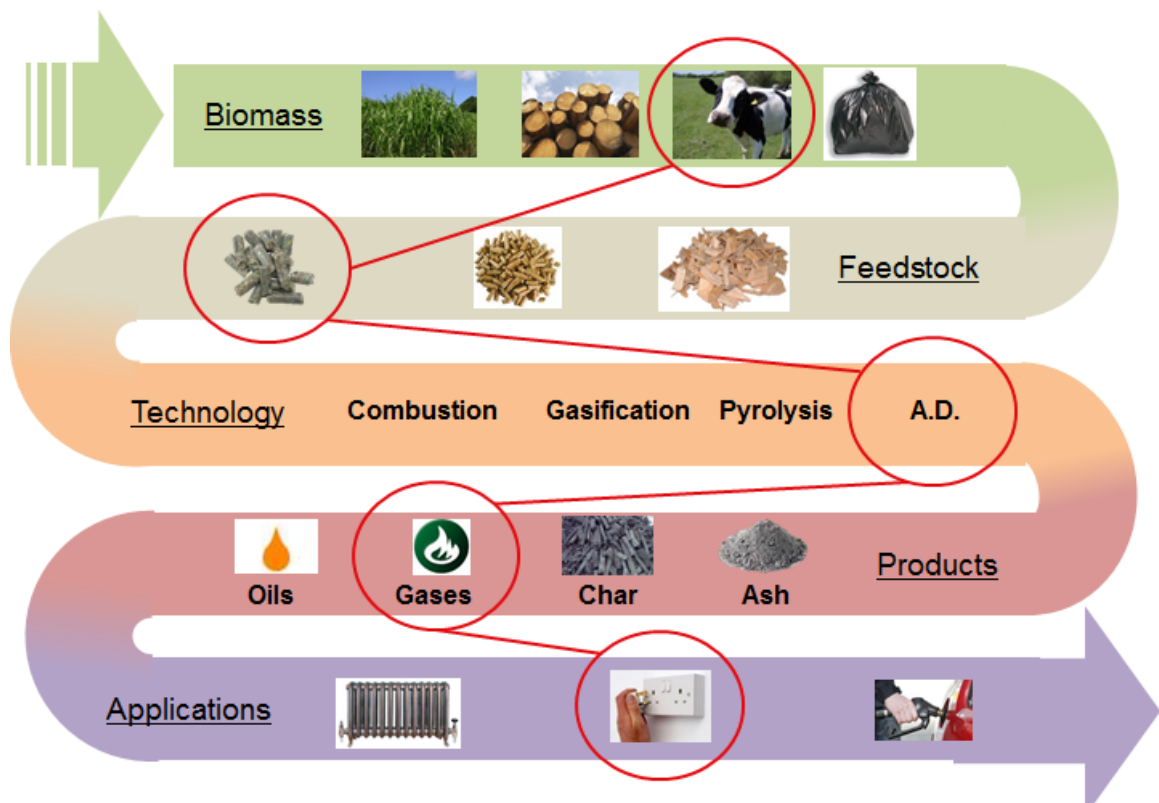 Biomass
Feedstock
Technology Combustion Gasification Pyrolysis A.D.
Oils Gases Char Ash Products
Applications